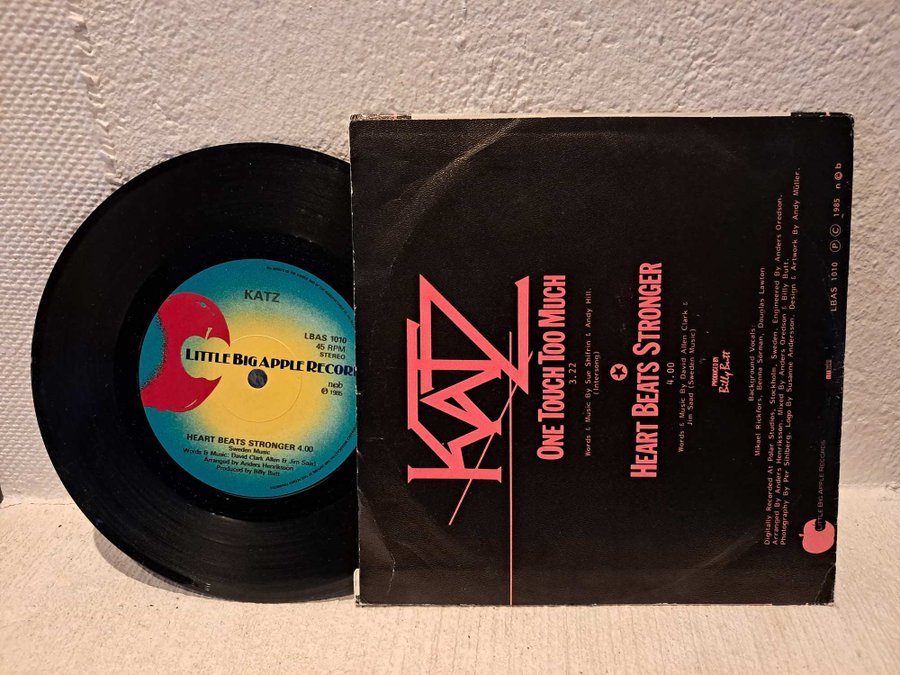 KATZ
LBAS 1010
45 RPM
STEREO
LITTLE BIG APPLE RECOR
ncb
℗ 1985
HEART BEATS STRONGER 4.00
Sweden Music
Words & Music: David Clark Allen & Jim Saad
Arranged by Anders Henriksson
Produced by Billy Butt
KATZ
ONE TOUCH TOO MUCH
3.22
Words & Music By Sue Shifrin & Andy Hill.
(Intersong)
HEART BEATS STRONGER
4.00
Words & Music By David Allen Clark &
Jim Saad (Sweden Music)
PRODUCED BY
Billy Butt
Background Vocals:
Mikael Rickfors, Benna Sörman, Douglas Lawton
Digitally Recorded At Polar Studios, Stockholm, Sweden. Engineered By Anders Oredson.
Arranged By Anders Henriksson. Mixed By Anders Oredson & Billy Butt.
Photography By Per Sihlberg. Logo By Susanne Andersson. Design & Artwork By Andy Müller.
LITTLE BIG APPLE RECORDS
LBAS 1010 ℗ © 1985 n©b